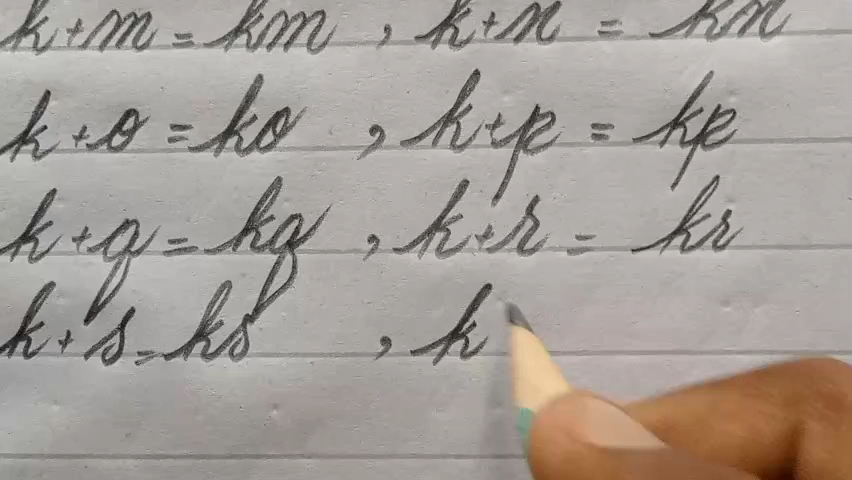 k+m=km , k+n = kn
k+o=ko , k+p = kp
k+q=kq , k+r = kr
k+s=ks , k